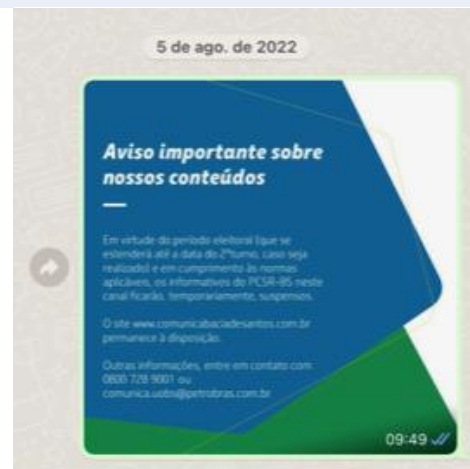 5 de ago. de 2022
Aviso importante sobre
nossos conteúdos
Em virtude do período eleitoral (que se
estenderá até a data do 2ºturno, caso seja
realizado) e em cumprimento às normas
aplicáveis, os informativos do PCSR-BS neste
canal ficarão, temporariamente, suspensos.
O site www.comunicabaciadesantos.com.br
permanece à disposição.
Outras informações, entre em contato com:
0800 728 9001 ou
comunica.uobs@petrobras.com.br
09:49